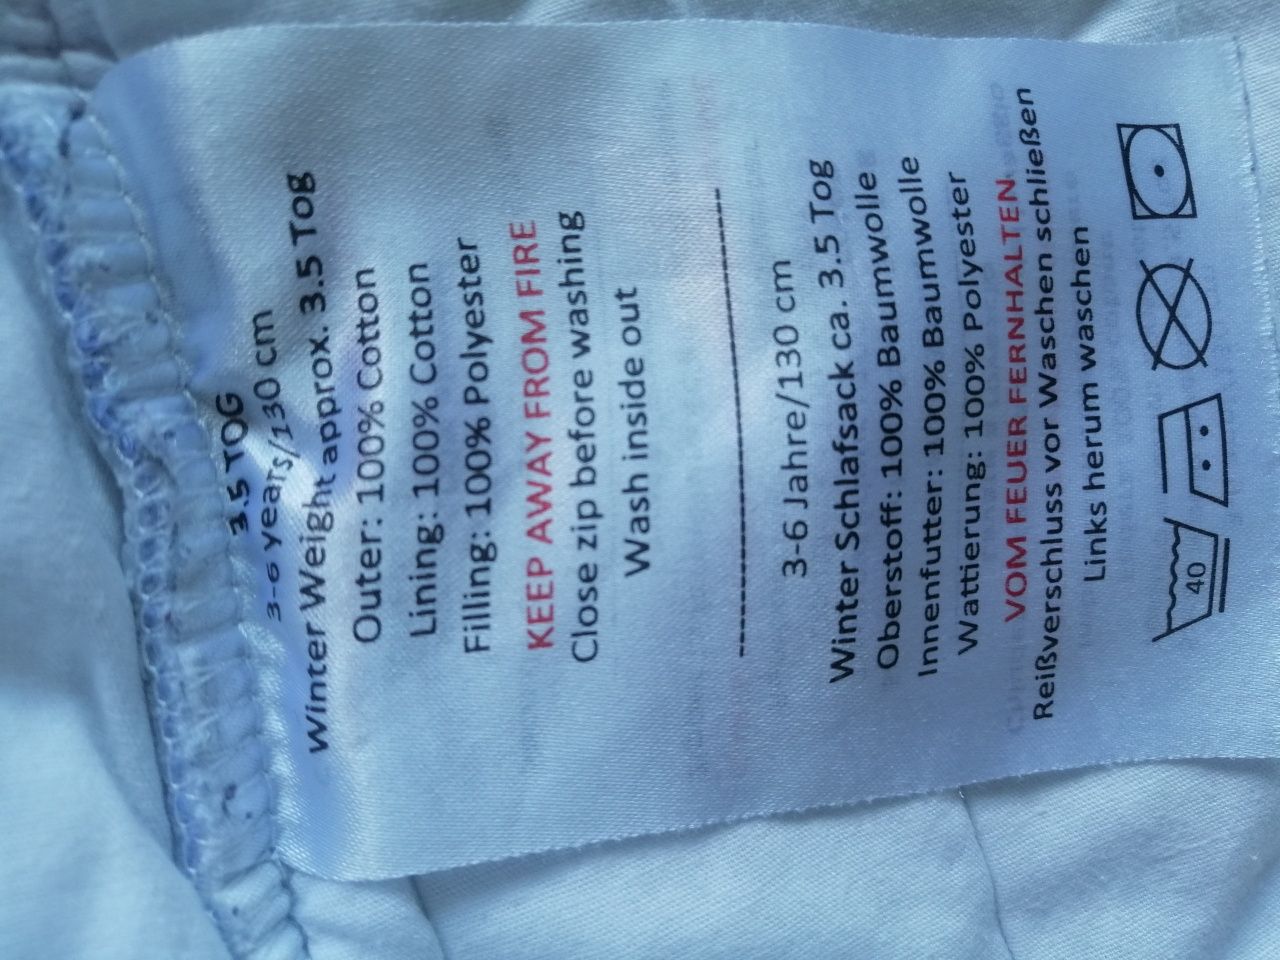 3.5 TOG
3-6 years/130 cm
Winter Weight approx. 3.5 Tog
Outer: 100% Cotton
Lining: 100% Cotton
Filling: 100% Polyester
KEEP AWAY FROM FIRE
Close zip before washing
Wash inside out
3-6 Jahre/130 cm
Winter Schlafsack ca. 3.5 Tog
Oberstoff: 100% Baumwolle
Innenfutter: 100% Baumwolle
Wattierung: 100% Polyester
VOM FEUER FERNHALTEN
Reißverschluss vor Waschen schließen
Links herum waschen
40